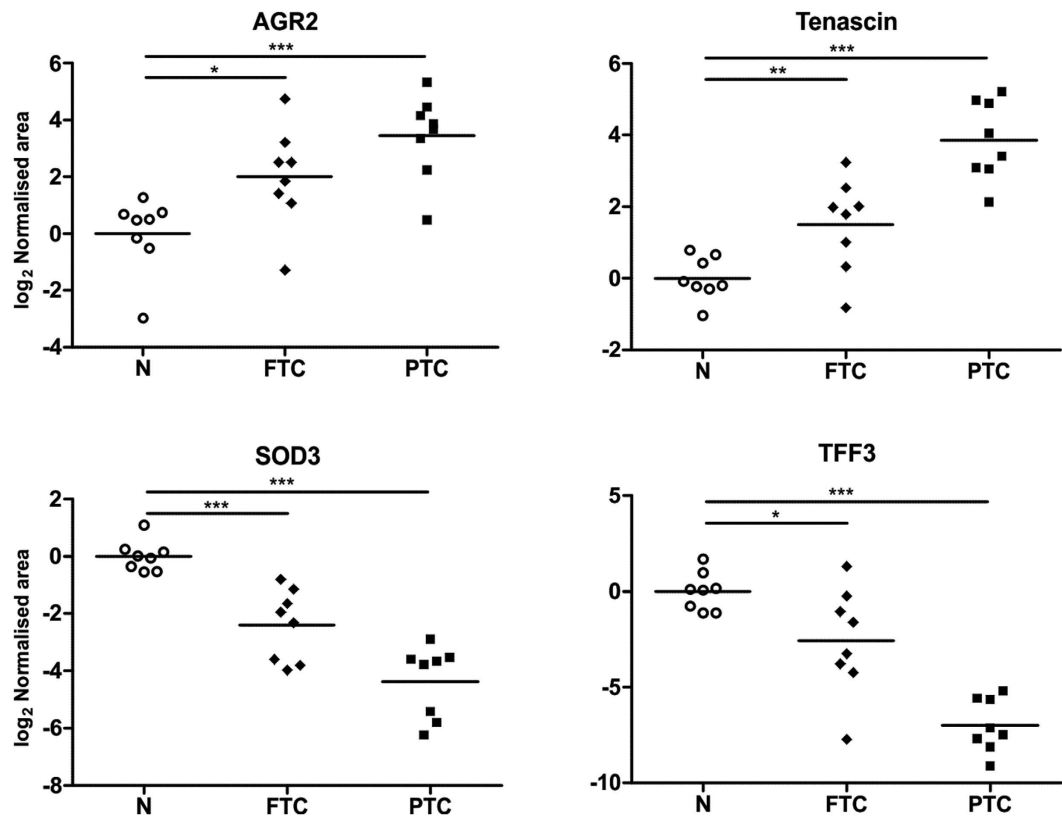 AGR2
***
*
log2 Normalised area
6
4
2
0
-2
-4
N FTC PTC
Tenascin
***
**
6
4
2
0
-2
N FTC PTC
SOD3
***
***
log2 Normalised area
2
0
-2
-4
-6
-8
N FTC PTC
TFF3
***
*
5
0
-5
-10
N FTC PTC